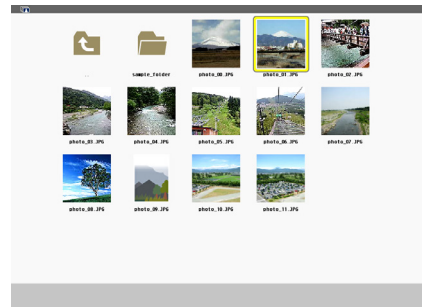 ..
sample_folder
photo_00.JPG
photo_01.JPG
photo_02.JPG
photo_03.JPG
photo_04.JPG
photo_05.JPG
photo_06.JPG
photo_07.JPG
photo_08.JPG
photo_09.JPG
photo_10.JPG
photo_11.JPG